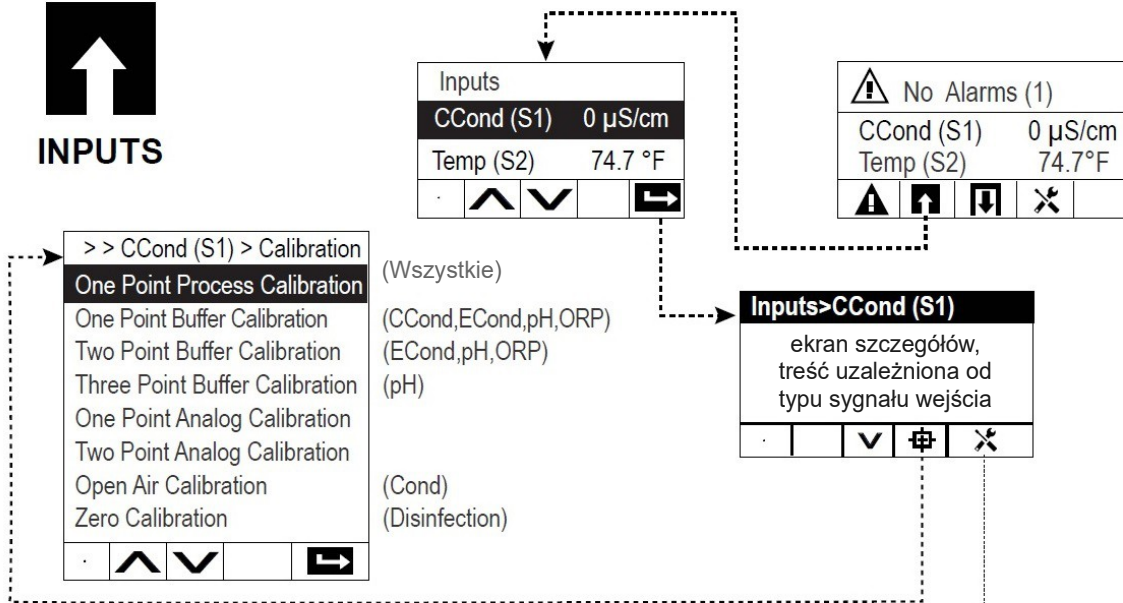 INPUTS
Inputs
CCond (S1) 0 µS/cm
Temp (S2) 74.7 °F
No Alarms (1)
CCond (S1) 0 µS/cm
Temp (S2) 74.7°F
> > CCond (S1) > Calibration
One Point Process Calibration (Wszystkie)
One Point Buffer Calibration (CCond,ECond,pH,ORP)
Two Point Buffer Calibration (ECond,pH,ORP)
Three Point Buffer Calibration (pH)
One Point Analog Calibration
Two Point Analog Calibration
Open Air Calibration (Cond)
Zero Calibration (Disinfection)
Inputs>CCond (S1)
ekran szczegółów,
treść uzależniona od
typu sygnału wejścia